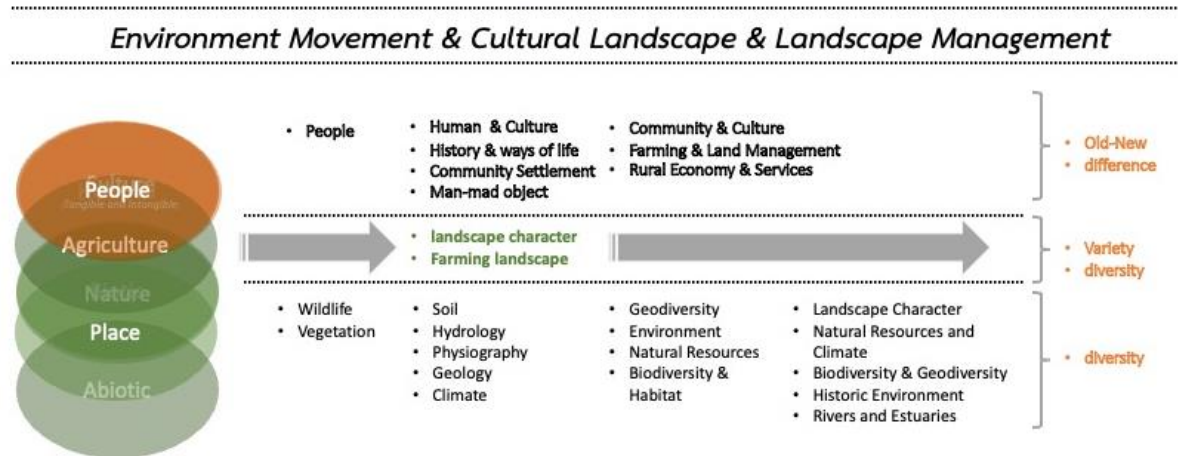 Environment Movement & Cultural Landscape & Landscape Management
People
Tangible and intangible
Agriculture
Nature
Place
Abiotic
• People
• Human & Culture
• History & ways of life
• Community Settlement
• Man-mad object
• Community & Culture
• Farming & Land Management
• Rural Economy & Services
• Old-New
• difference
• landscape character
• Farming landscape
• Variety
• diversity
• Wildlife
• Vegetation
• Soil
• Hydrology
• Physiography
• Geology
• Climate
• Geodiversity
• Environment
• Natural Resources
• Biodiversity &
Habitat
• Landscape Character
• Natural Resources and
Climate
• Biodiversity & Geodiversity
• Historic Environment
• Rivers and Estuaries
• diversity